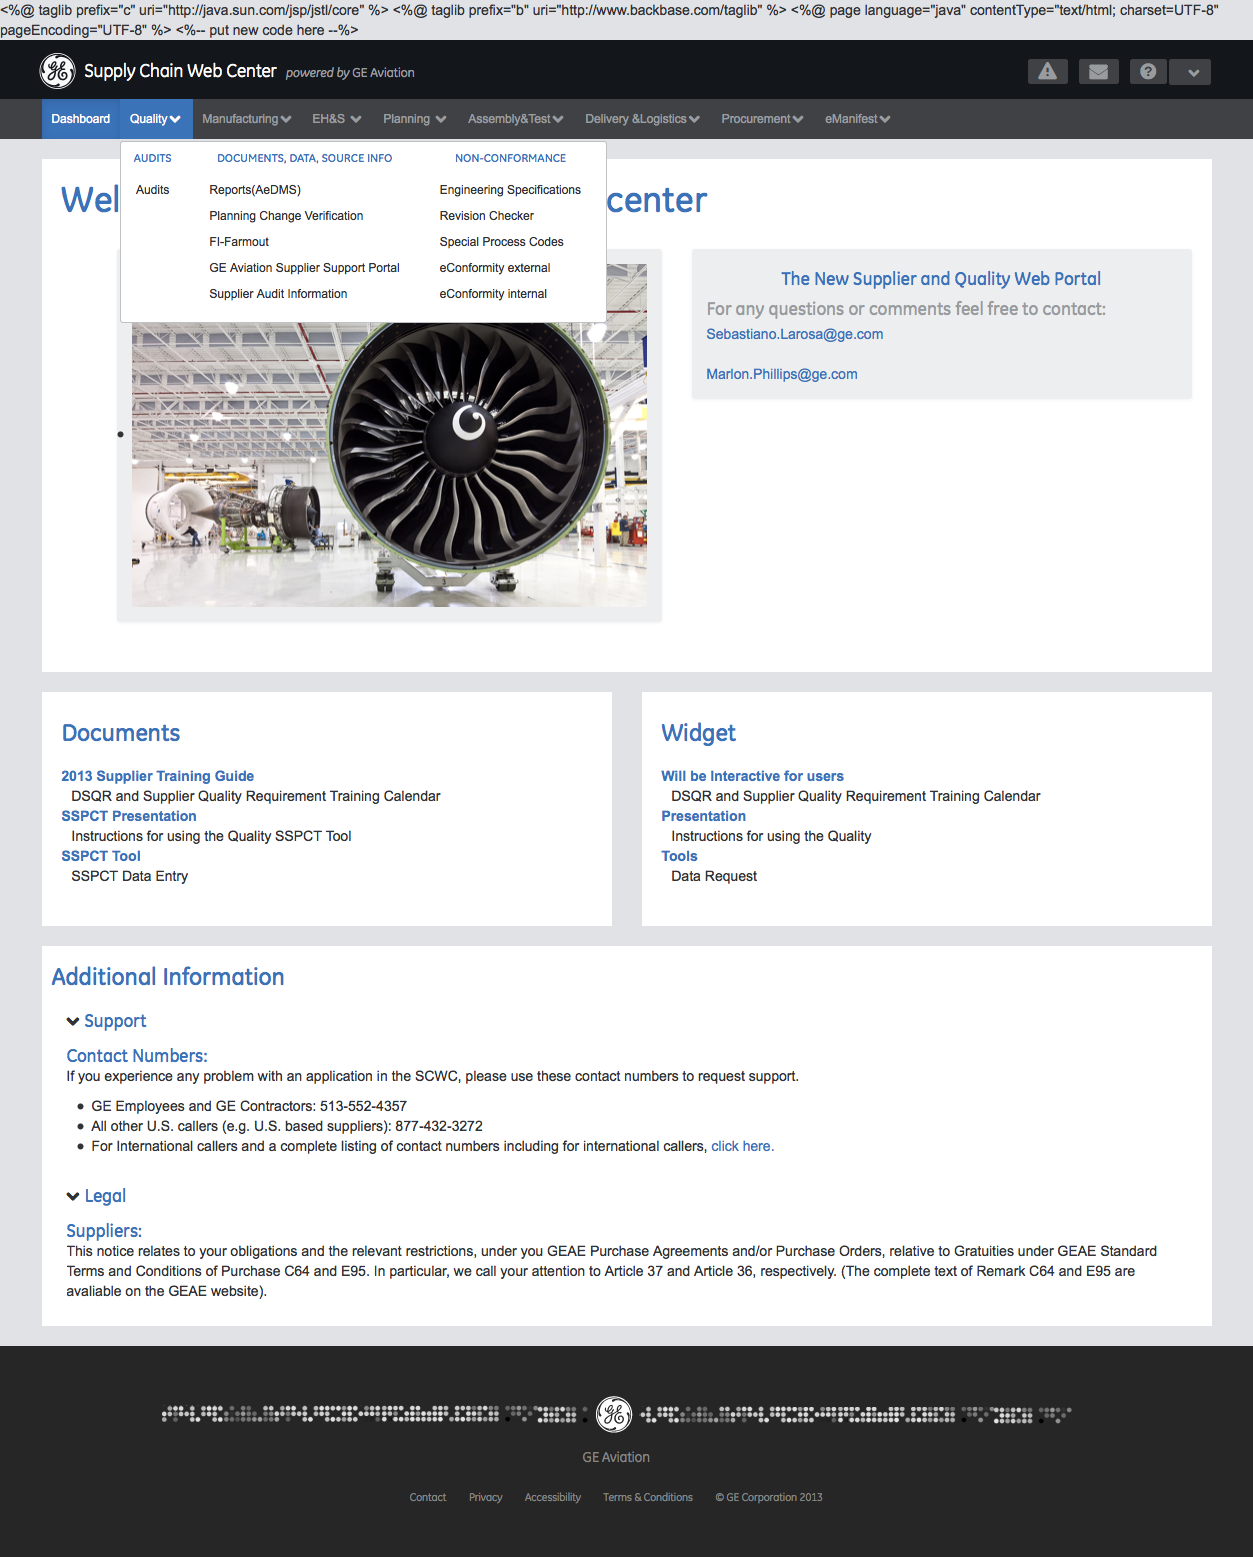 <%@ taglib prefix="c" uri="http://java.sun.com/jsp/jstl/core" %> <%@ taglib prefix="b" uri="http://www.backbase.com/taglib" %> <%@ page language="java" contentType="text/html; charset=UTF-8"
pageEncoding="UTF-8" %> <%-- put new code here --%>
Supply Chain Web Center powered by GE Aviation
Dashboard Quality Manufacturing EH&S Planning Assembly&Test Delivery &Logistics Procurement eManifest
AUDITS DOCUMENTS, DATA, SOURCE INFO NON-CONFORMANCE
Audits Reports(AeDMS) Engineering Specifications
Planning Change Verification Revision Checker
FI-Farmout Special Process Codes
GE Aviation Supplier Support Portal eConformity external
Supplier Audit Information eConformity internal
Wel center
The New Supplier and Quality Web Portal
For any questions or comments feel free to contact:
Sebastiano.Larosa@ge.com
Marlon.Phillips@ge.com
Documents
2013 Supplier Training Guide
DSQR and Supplier Quality Requirement Training Calendar
SSPCT Presentation
Instructions for using the Quality SSPCT Tool
SSPCT Tool
SSPCT Data Entry
Widget
Will be Interactive for users
DSQR and Supplier Quality Requirement Training Calendar
Presentation
Instructions for using the Quality
Tools
Data Request
Additional Information
Support
Contact Numbers:
If you experience any problem with an application in the SCWC, please use these contact numbers to request support.
GE Employees and GE Contractors: 513-552-4357
All other U.S. callers (e.g. U.S. based suppliers): 877-432-3272
For International callers and a complete listing of contact numbers including for international callers, click here.
Legal
Suppliers:
This notice relates to your obligations and the relevant restrictions, under you GEAE Purchase Agreements and/or Purchase Orders, relative to Gratuities under GEAE Standard
Terms and Conditions of Purchase C64 and E95. In particular, we call your attention to Article 37 and Article 36, respectively. (The complete text of Remark C64 and E95 are
avaliable on the GEAE website).
GE Aviation
Contact Privacy Accessibility Terms & Conditions © GE Corporation 2013